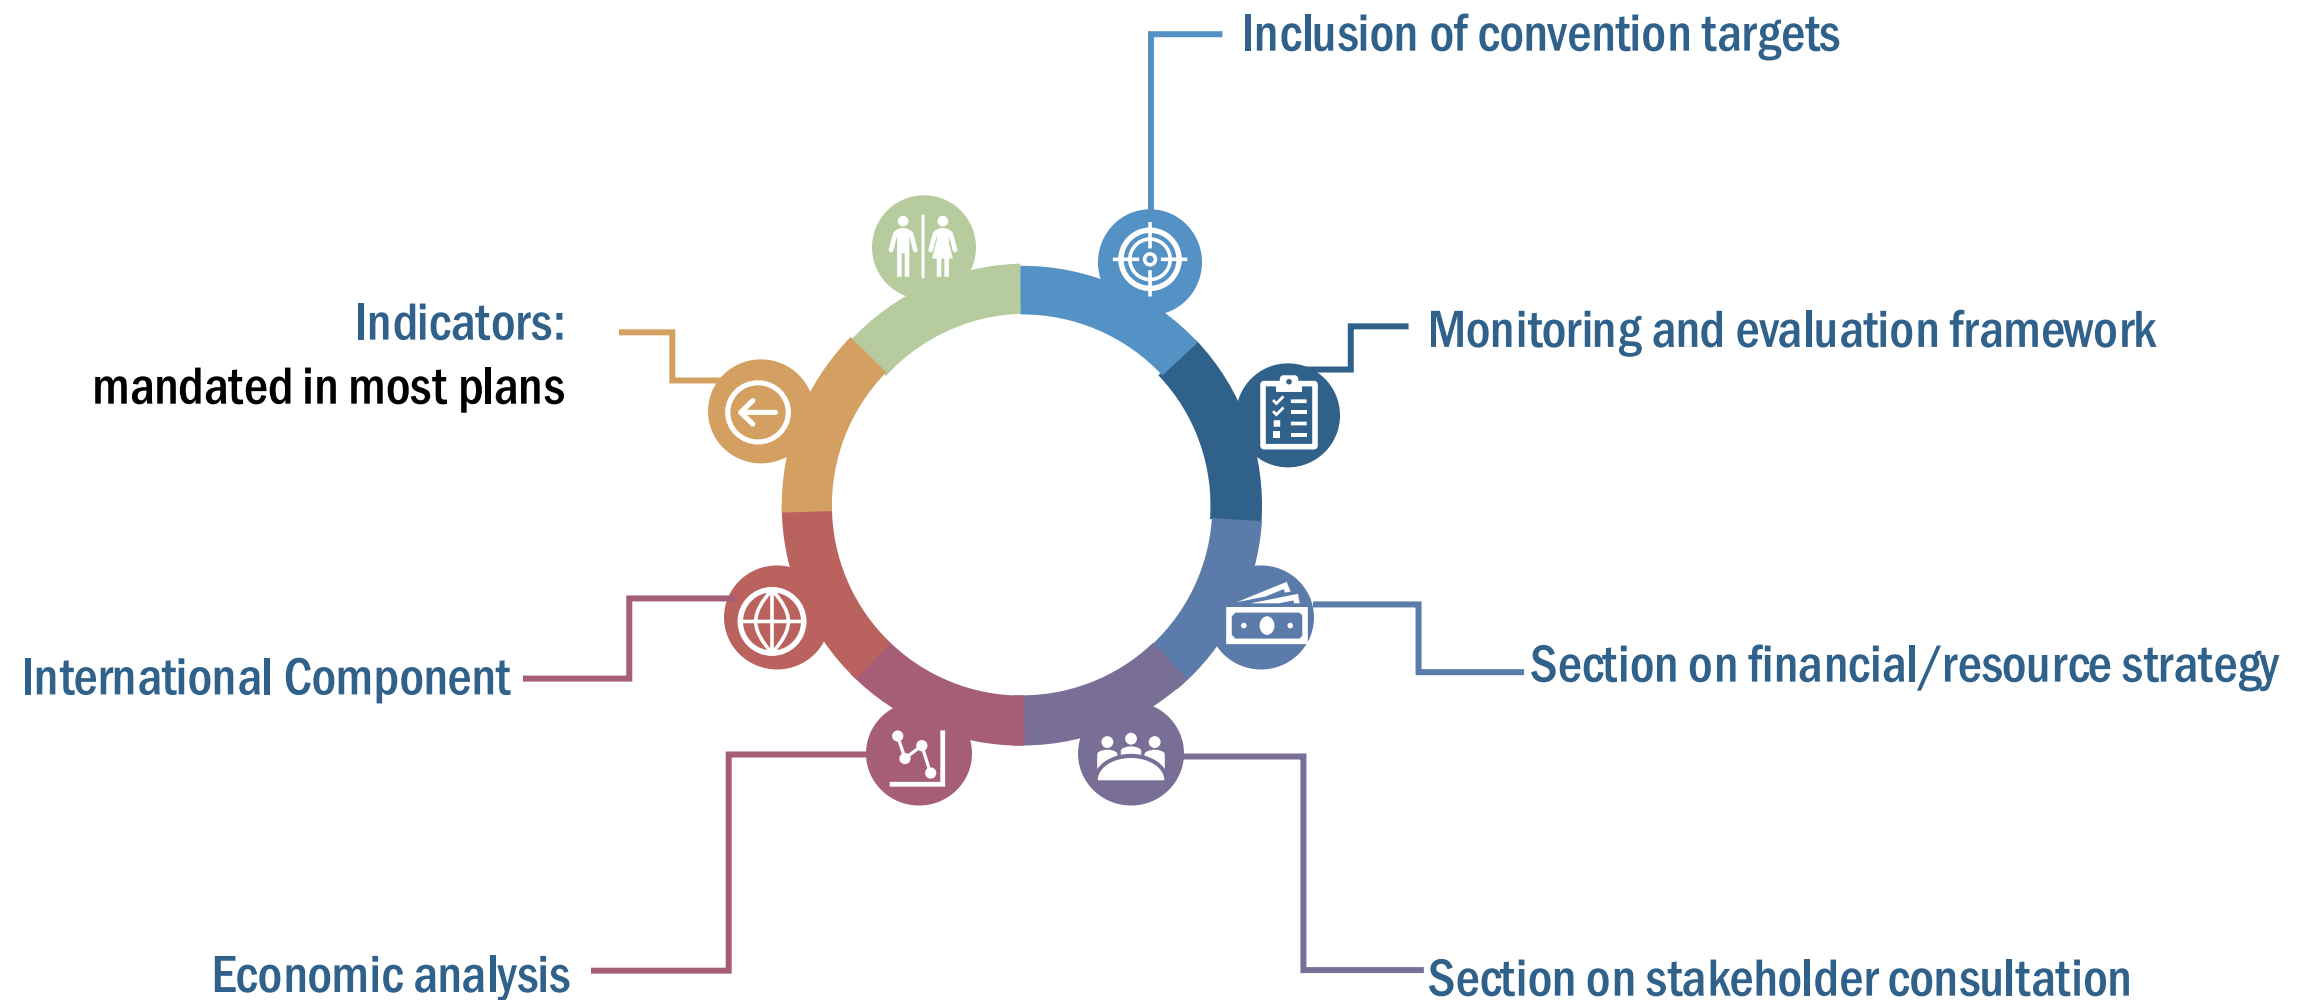 Inclusion of convention targets
Monitoring and evaluation framework
Section on financial/resource strategy
Section on stakeholder consultation
Economic analysis
International Component
Indicators:
mandated in most plans